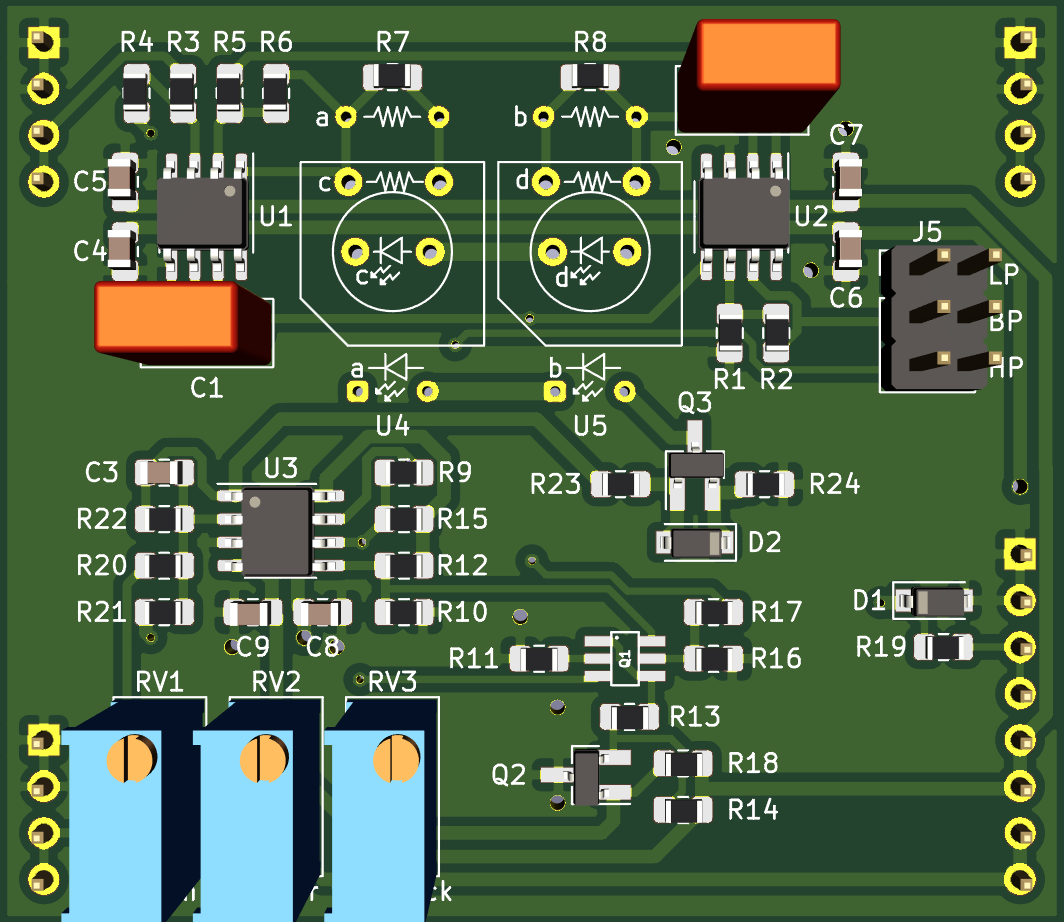 R4 R3 R5 R6 R7 R8
a b
C7
C5 c d
U1 U2
J5
C4 c d LP
C6
BP
R1 R2 HP
C1 a b
U4 U5 Q3
C3 U3 R9 R23 R24
R22 R15
R20 R12 D2
R21 R10 R17 D1
C9 C8 R11 Q1 R16 R19
RV1 RV2 RV3
R13
Q2 R18
R14
ck